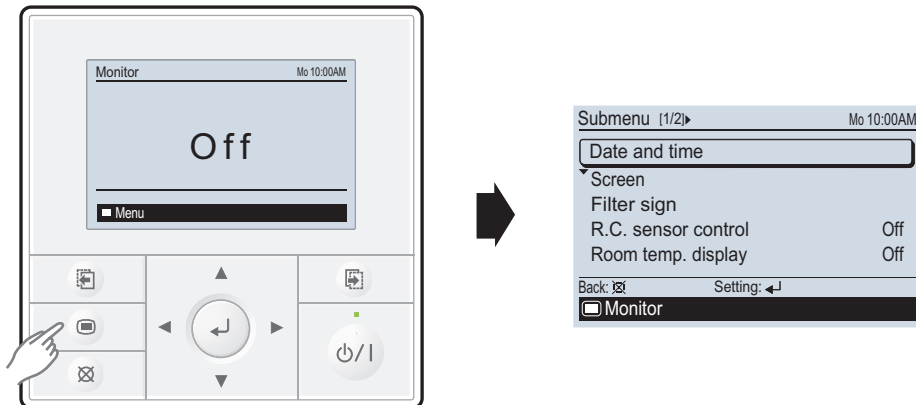 Monitor Mo 10:00AM
Off
Menu
Submenu [1/2] Mo 10:00AM
Date and time
Screen
Filter sign
R.C. sensor control Off
Room temp. display Off
Back: Setting:
Monitor